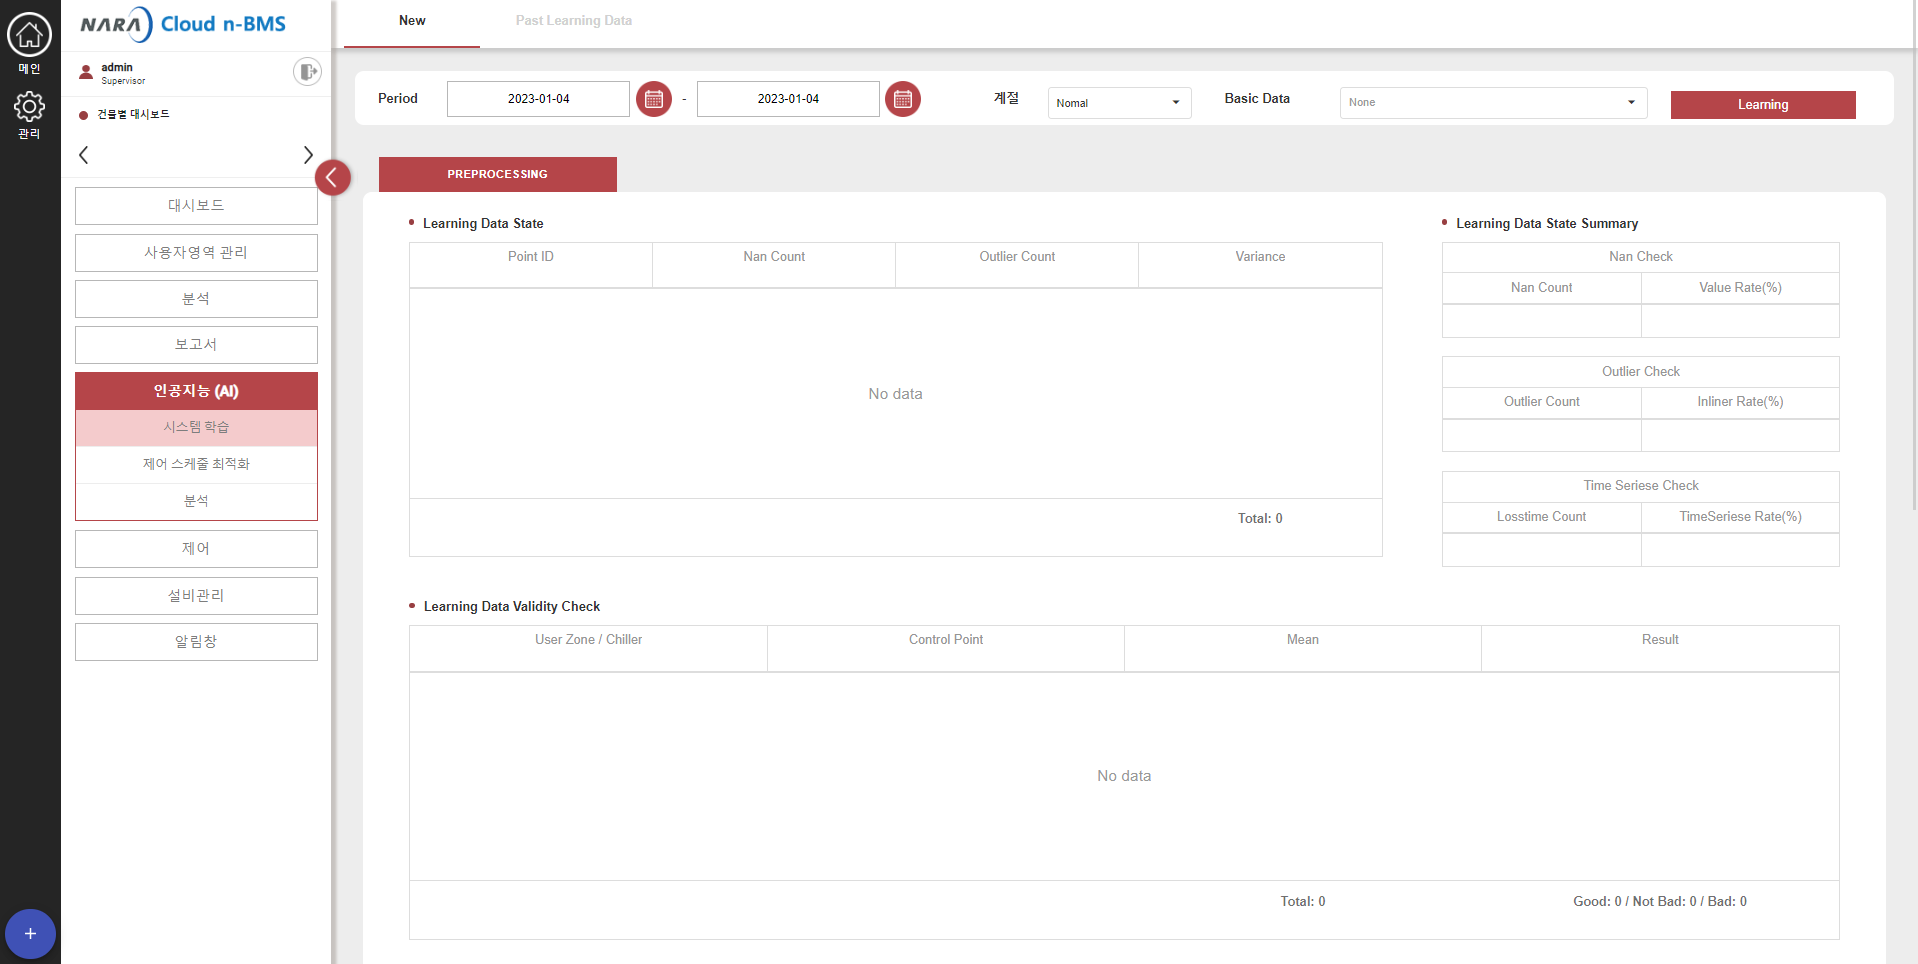 메인
관리
NARA Cloud n-BMS
admin
Supervisor
건물별 대시보드
대시보드
사용자영역 관리
분석
보고서
인공지능 (AI)
시스템 학습
제어 스케줄 최적화
분석
제어
설비관리
알림창
New Past Learning Data
Period 2023-01-04 - 2023-01-04 계절 Nomal Basic Data None Learning
PREPROCESSING
Learning Data State
Point ID Nan Count Outlier Count Variance
No data
Total: 0
Learning Data State Summary
Nan Check
Nan Count Value Rate(%)
Outlier Check
Outlier Count Inliner Rate(%)
Time Seriese Check
Losstime Count TimeSeriese Rate(%)
Learning Data Validity Check
User Zone / Chiller Control Point Mean Result
No data
Total: 0 Good: 0 / Not Bad: 0 / Bad: 0